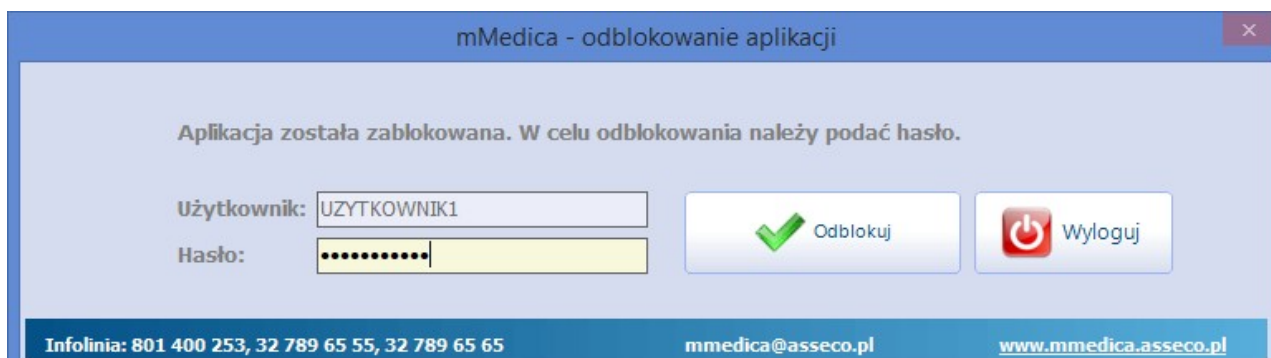 mMedica - odblokowanie aplikacji
Aplikacja została zablokowana. W celu odblokowania należy podać hasło.
Użytkownik: UZYTKOWNIK1
Odblokuj
Wyloguj
Hasło: •••••••••••
Infolinia: 801 400 253, 32 789 65 55, 32 789 65 65 mmedica@asseco.pl www.mmedica.asseco.pl